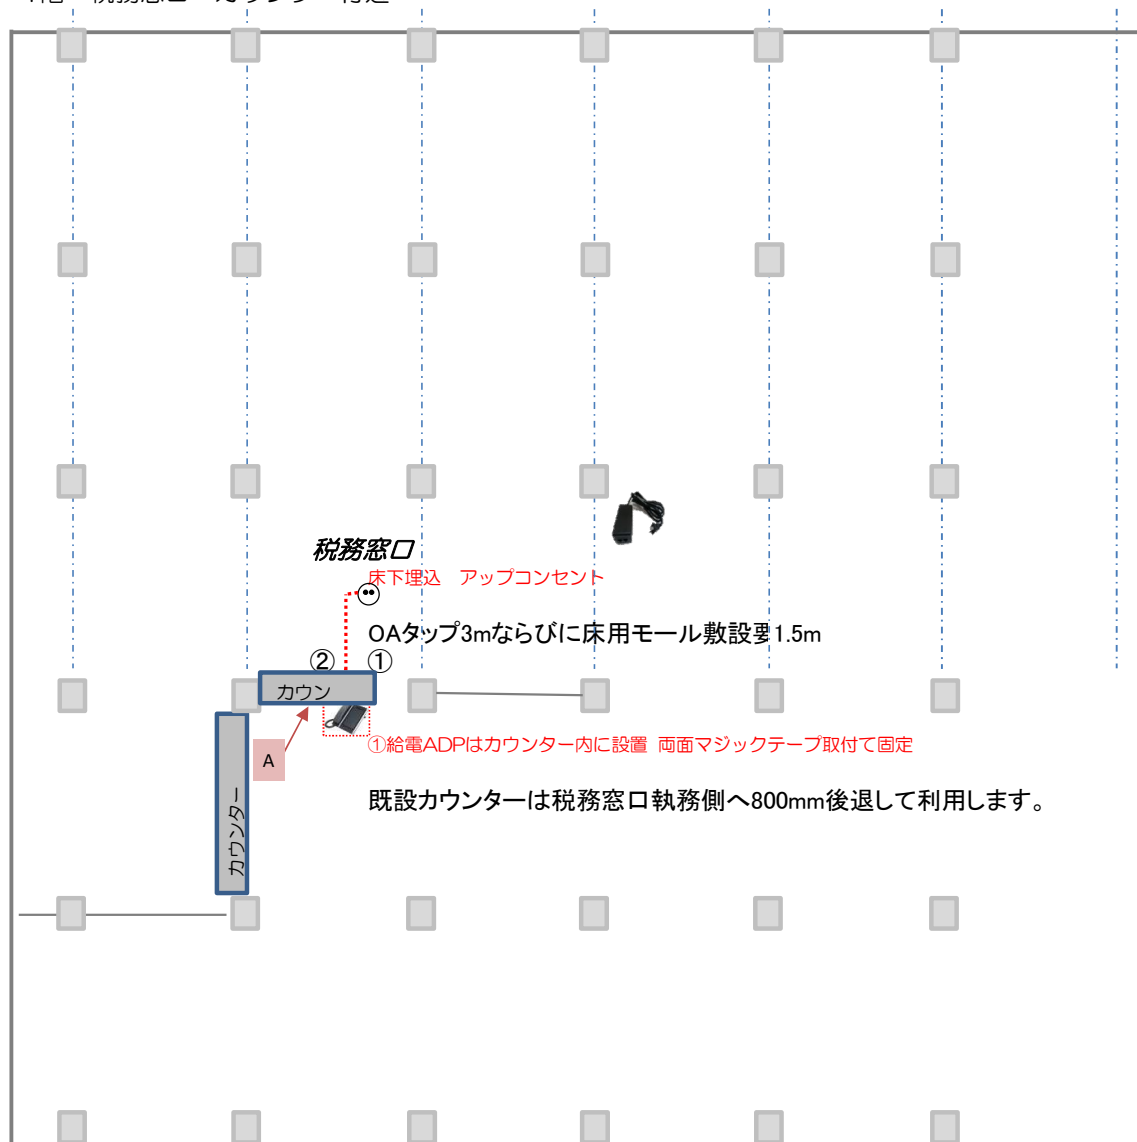 税務窓口
床下埋込　アップコンセント
OAタップ3mならびに床用モール敷設要1.5m
② ①
カウン
①給電ADPはカウンター内に設置 両面マジックテープ取付て固定
A
既設カウンターは税務窓口執務側へ800mm後退して利用します。
カウンター